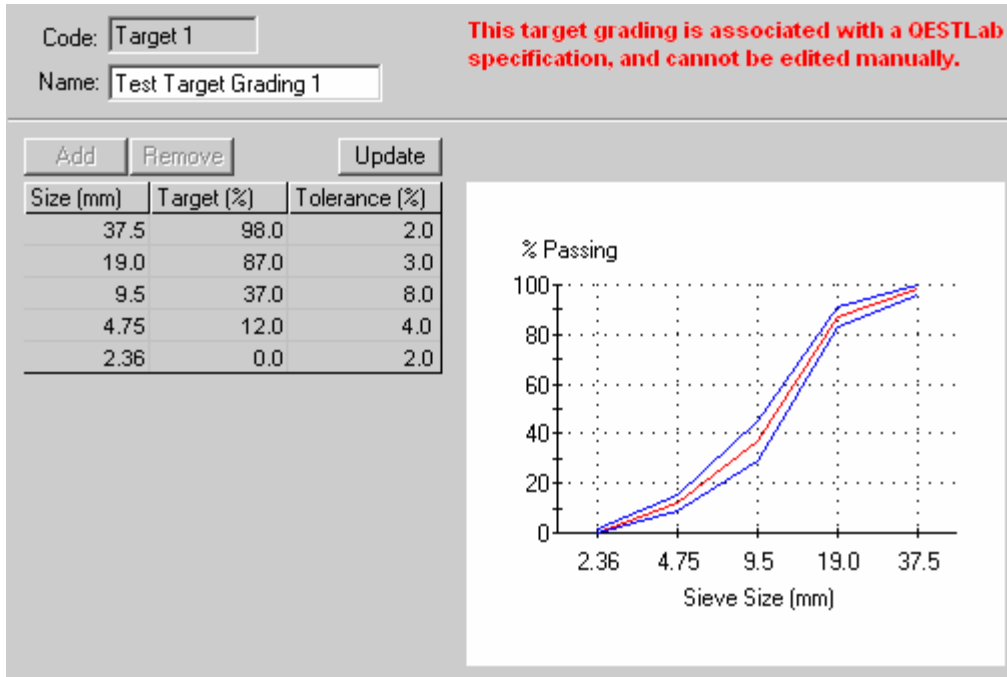 Code: Target 1
Name: Test Target Grading 1
This target grading is associated with a QESTLab
specification, and cannot be edited manually.
Add Remove Update
Size (mm) Target (%) Tolerance (%)
37.5 98.0 2.0
19.0 87.0 3.0
9.5 37.0 8.0
4.75 12.0 4.0
2.36 0.0 2.0
% Passing
100
80
60
40
20
0
2.36 4.75 9.5 19.0 37.5
Sieve Size (mm)